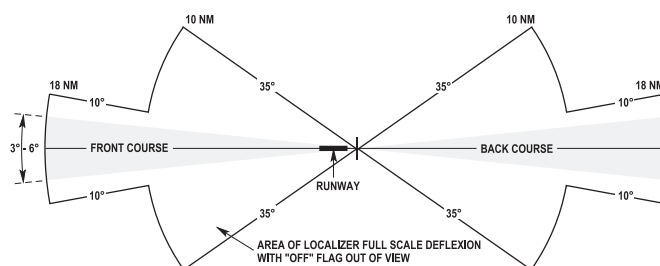 10 NM
10 NM
18 NM
18 NM
35°
35°
10°
10°
3° - 6°
FRONT COURSE
BACK COURSE
RUNWAY
10°
10°
35°
35°
AREA OF LOCALIZER FULL SCALE DEFLEXION
WITH "OFF" FLAG OUT OF VIEW